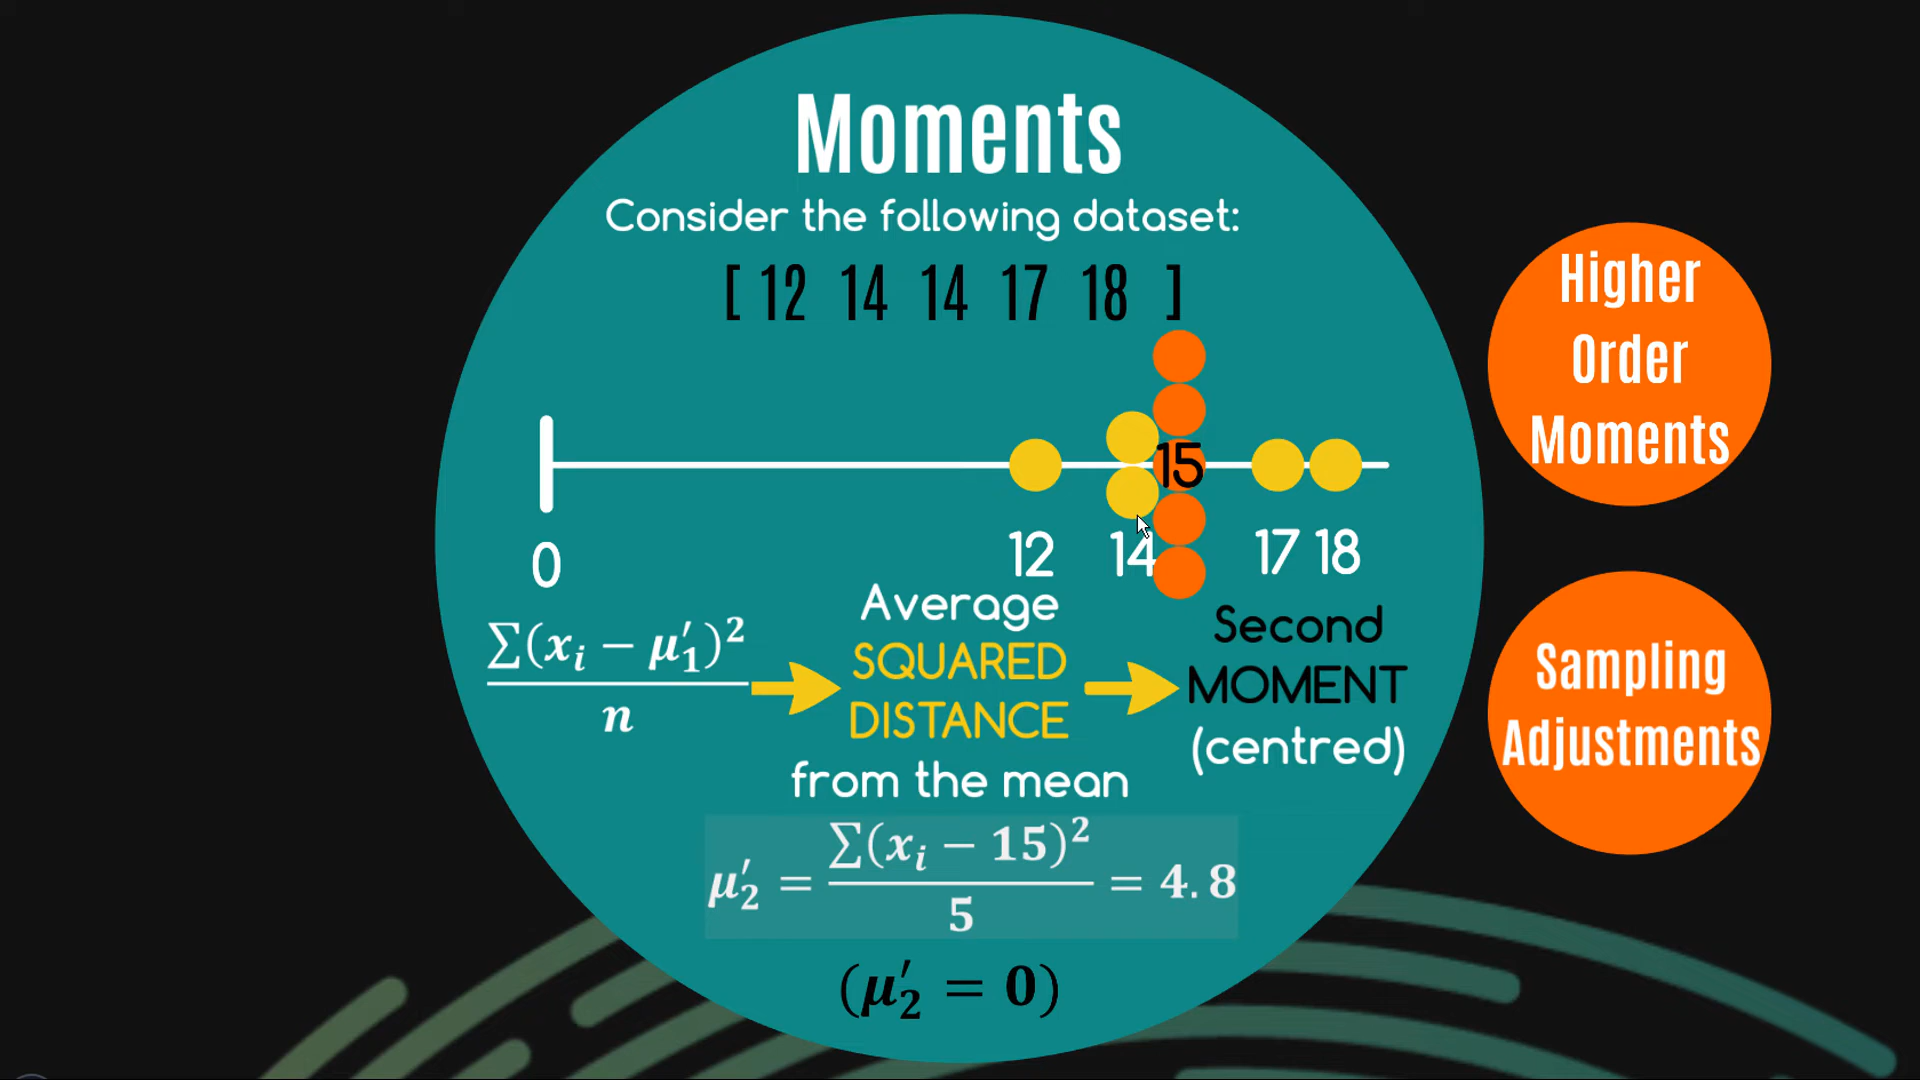 Moments
Consider the following dataset:
[ 12 14 14 17 18 ]
15
0
12
14
17
18
∑(xᵢ − μ′₁)²
n
Average
SQUARED
DISTANCE
from the mean
Second
MOMENT
(centred)
μ′₂ = ∑(xᵢ − 15)² / 5 = 4.8
(μ′₂ = 0)
Higher
Order
Moments
Sampling
Adjustments